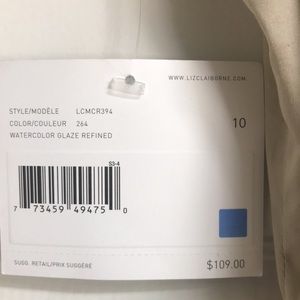 WWW.LIZCLAIBORNE.COM
STYLE/MODÈLE LCMCR394
COLOR/COULEUR 264 10
WATERCOLOR GLAZE REFINED
S3-4
7 73459 49475 0
SUGG. RETAIL/PRIX SUGGÉRÉ $109.00